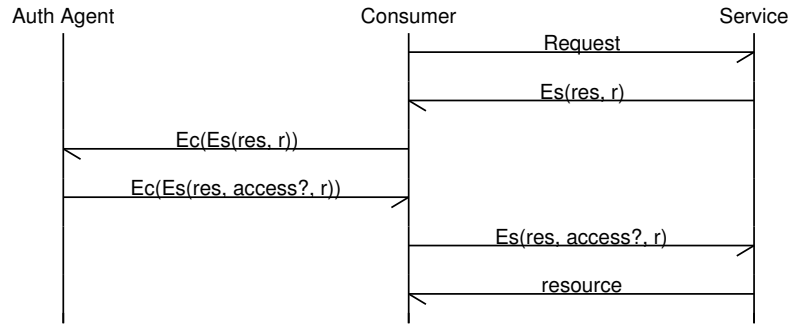 Auth Agent Consumer Service
Request
Es(res, r)
Ec(Es(res, r))
Ec(Es(res, access?, r))
Es(res, access?, r)
resource